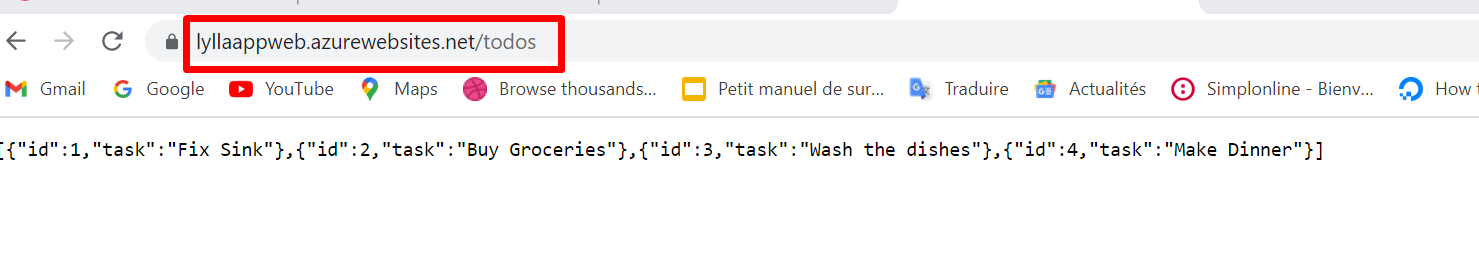 lyllaappweb.azurewebsites.net/todos
Gmail Google YouTube Maps Browse thousands... Petit manuel de sur... Traduire Actualités Simplonline - Bienv... How
[{"id":1,"task":"Fix Sink"},{"id":2,"task":"Buy Groceries"},{"id":3,"task":"Wash the dishes"},{"id":4,"task":"Make Dinner"}]